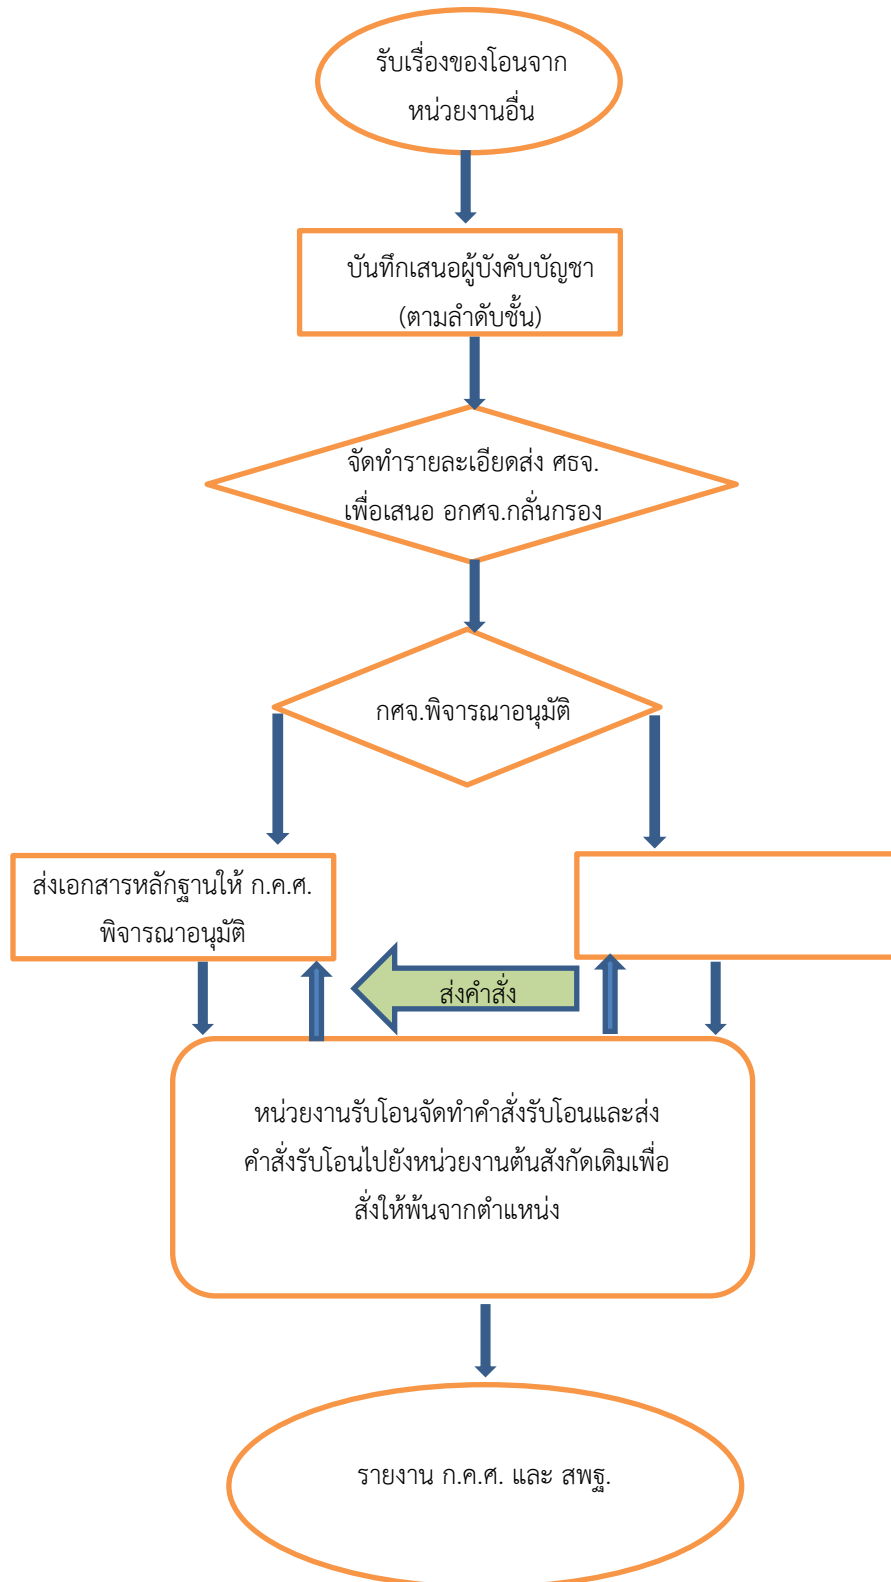 รับเรื่องของโอนจาก
หน่วยงานอื่น
บันทึกเสนอผู้บังคับบัญชา
(ตามลำดับชั้น)
จัดทำรายละเอียดส่ง ศธจ.
เพื่อเสนอ อกศจ.กลั่นกรอง
กศจ.พิจารณาอนุมัติ
ส่งเอกสารหลักฐานให้ ก.ค.ศ.
พิจารณาอนุมัติ
ส่งคำสั่ง
หน่วยงานรับโอนจัดทำคำสั่งรับโอนและส่ง
คำสั่งรับโอนไปยังหน่วยงานต้นสังกัดเดิมเพื่อ
สั่งให้พ้นจากตำแหน่ง
รายงาน ก.ค.ศ. และ สพฐ.